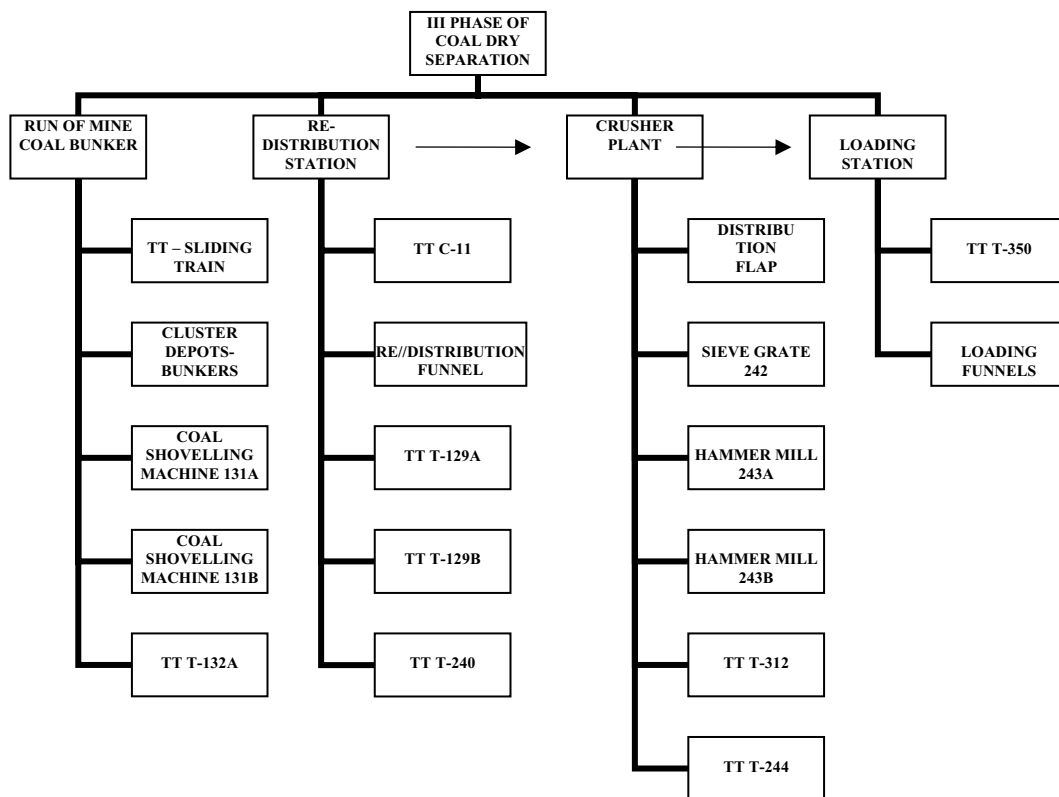 III PHASE OF
COAL DRY
SEPARATION
RUN OF MINE
COAL BUNKER
RE-
DISTRIBUTION
STATION
CRUSHER
PLANT
LOADING
STATION
TT – SLIDING
TRAIN
CLUSTER
DEPOTS-
BUNKERS
COAL
SHOVELLING
MACHINE 131A
COAL
SHOVELLING
MACHINE 131B
TT T-132A
TT C-11
RE//DISTRIBUTION
FUNNEL
TT T-129A
TT T-129B
TT T-240
DISTRIBU
TION
FLAP
SIEVE GRATE
242
HAMMER MILL
243A
HAMMER MILL
243B
TT T-312
TT T-244
TT T-350
LOADING
FUNNELS